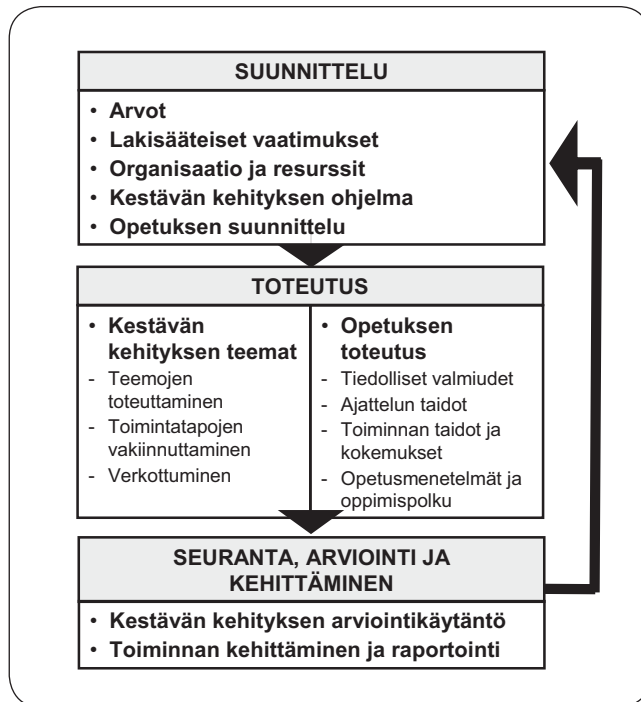 SUUNNITTELU
• Arvot
• Lakisääteiset vaatimukset
• Organisaatio ja resurssit
• Kestävän kehityksen ohjelma
• Opetuksen suunnittelu
TOTEUTUS
• Kestävän
kehityksen teemat
- Teemojen
toteuttaminen
- Toimintatapojen
vakiinnuttaminen
- Verkottuminen
• Opetuksen
toteutus
- Tiedolliset valmiudet
- Ajattelun taidot
- Toiminnan taidot ja
kokemukset
- Opetusmenetelmät ja
oppimispolku
SEURANTA, ARVIOINTI JA
KEHITTÄMINEN
• Kestävän kehityksen arviointikäytäntö
• Toiminnan kehittäminen ja raportointi